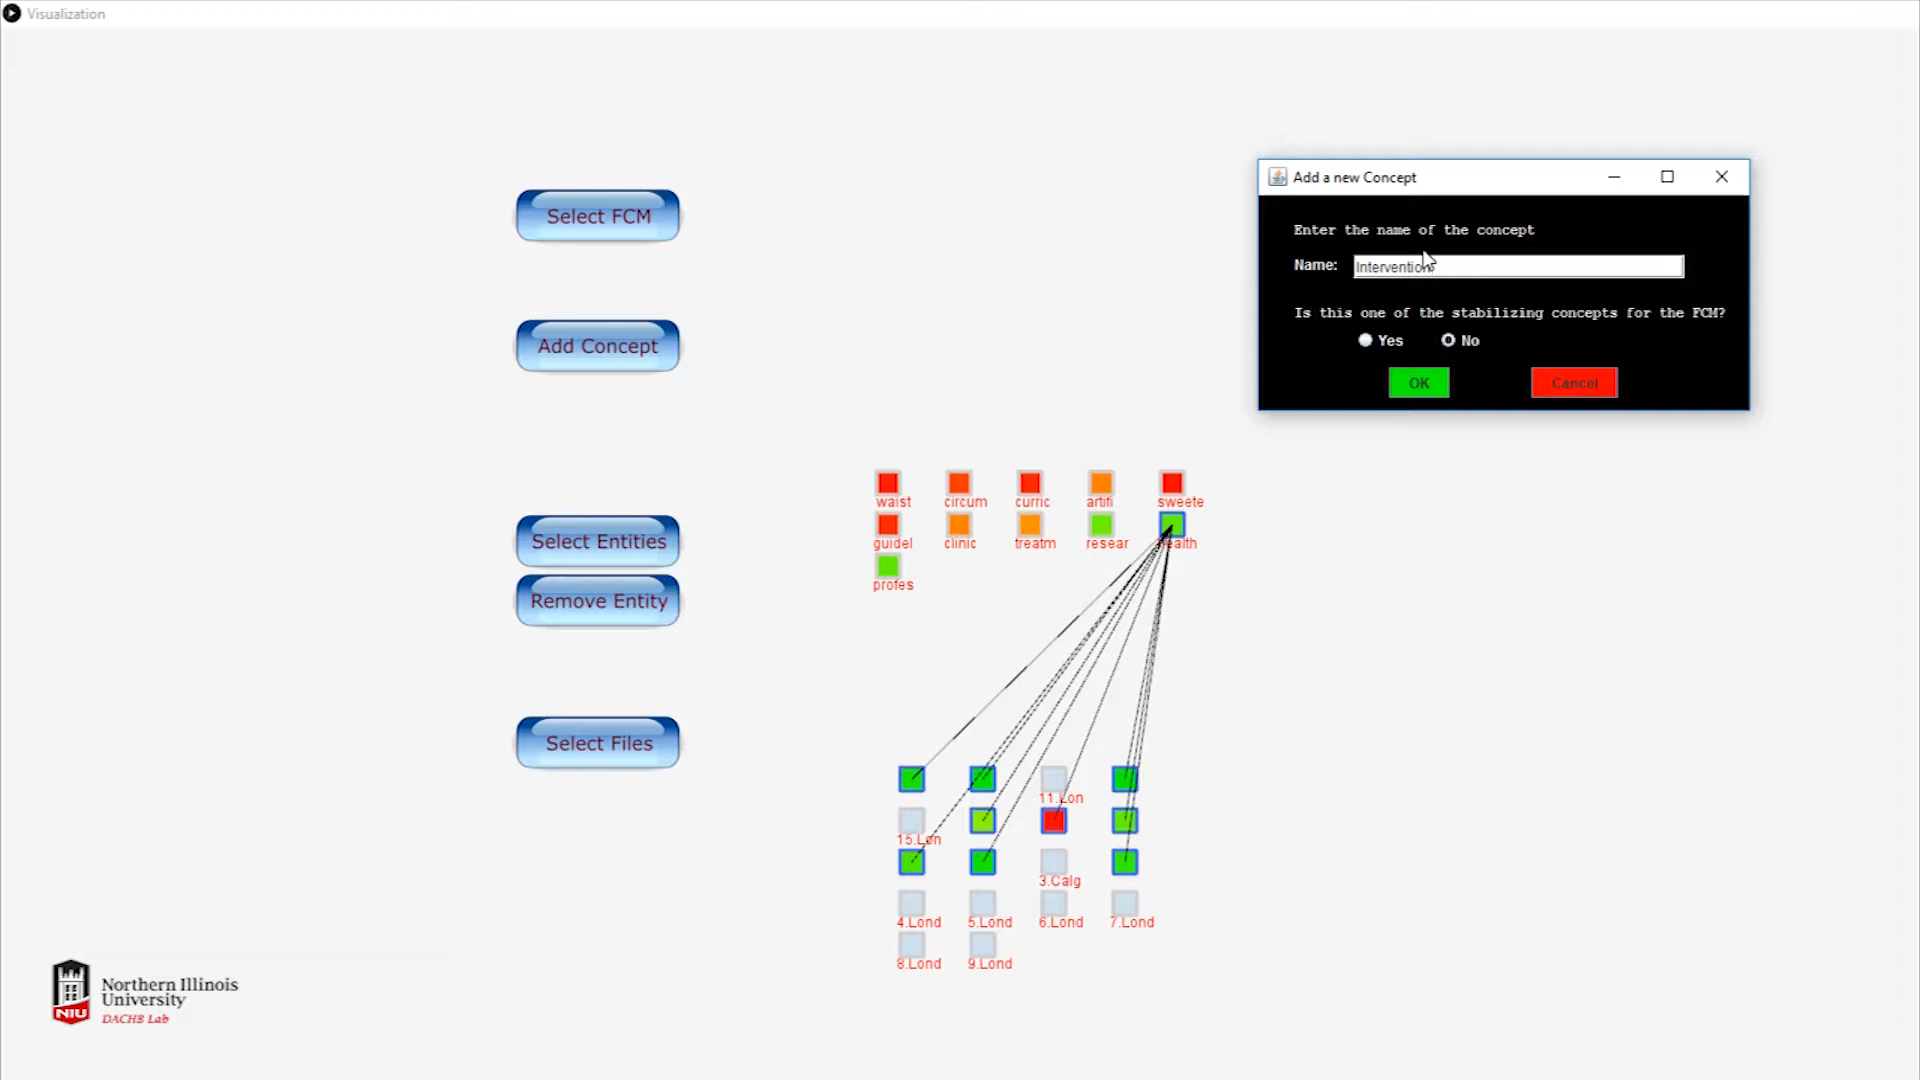 Visualization
Select FCM
Add a new Concept
Enter the name of the concept
Name: Interventions
Is this one of the stabilizing concepts for the FCM?
Yes No
OK Cancel
Add Concept
waist circum curric artifi sweete
guidel clinic treatm resear ealth
profes
Select Entities
Remove Entity
Select Files
11.Lon
15.Lon
3.Calg
4.Lond 5.Lond 6.Lond 7.Lond
8.Lond 9.Lond
Northern Illinois
University
NIU
DACHB Lab